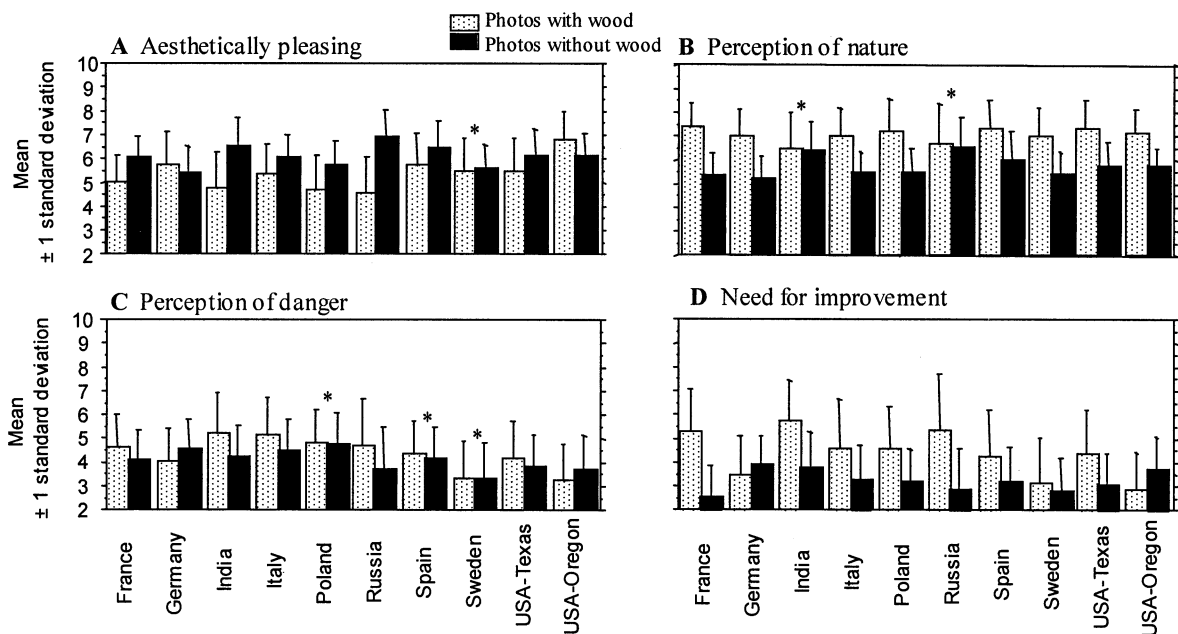 Photos with wood
Photos without wood
A Aesthetically pleasing
B Perception of nature
Mean
± 1 standard deviation
10
9
8
7
6
5
4
3
2
*
*
*
C Perception of danger
D Need for improvement
Mean
± 1 standard deviation
10
9
8
7
6
5
4
3
2
*
*
*
France
Germany
India
Italy
Poland
Russia
Spain
Sweden
USA-Texas
USA-Oregon
France
Germany
India
Italy
Poland
Russia
Spain
Sweden
USA-Texas
USA-Oregon